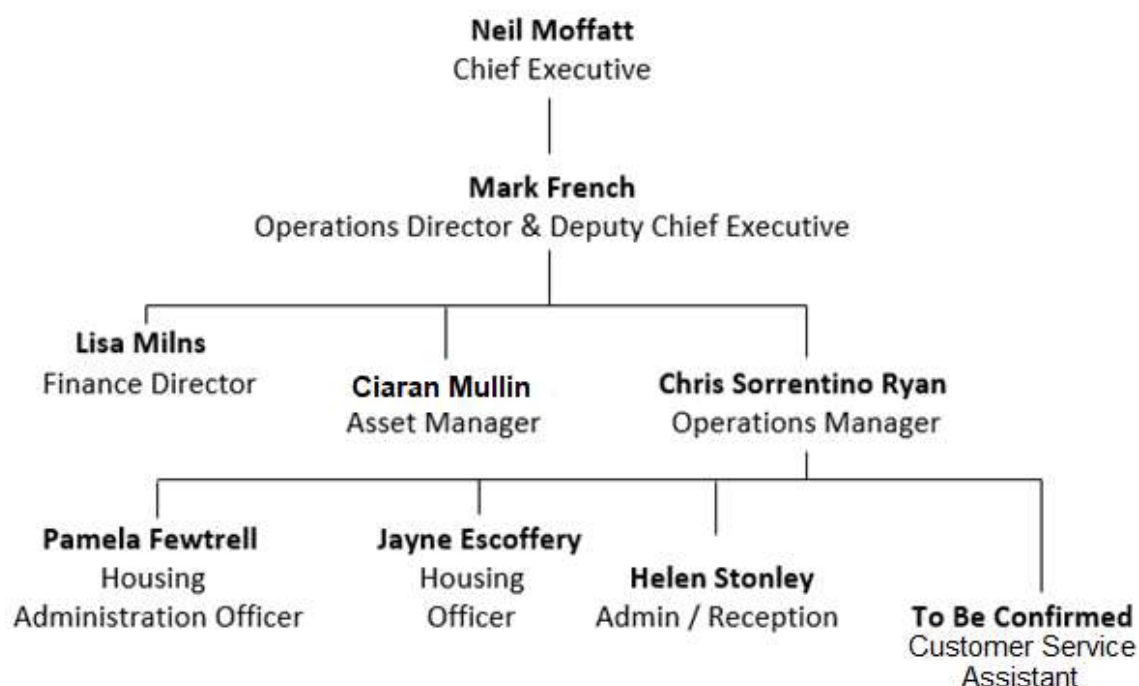 Neil Moffatt
Chief Executive
Mark French
Operations Director & Deputy Chief Executive
Lisa Milns
Finance Director
Ciaran Mullin
Asset Manager
Chris Sorrentino Ryan
Operations Manager
Pamela Fewtrell
Housing
Administration Officer
Jayne Escoffery
Housing
Officer
Helen Stonley
Admin / Reception
To Be Confirmed
Customer Service
Assistant